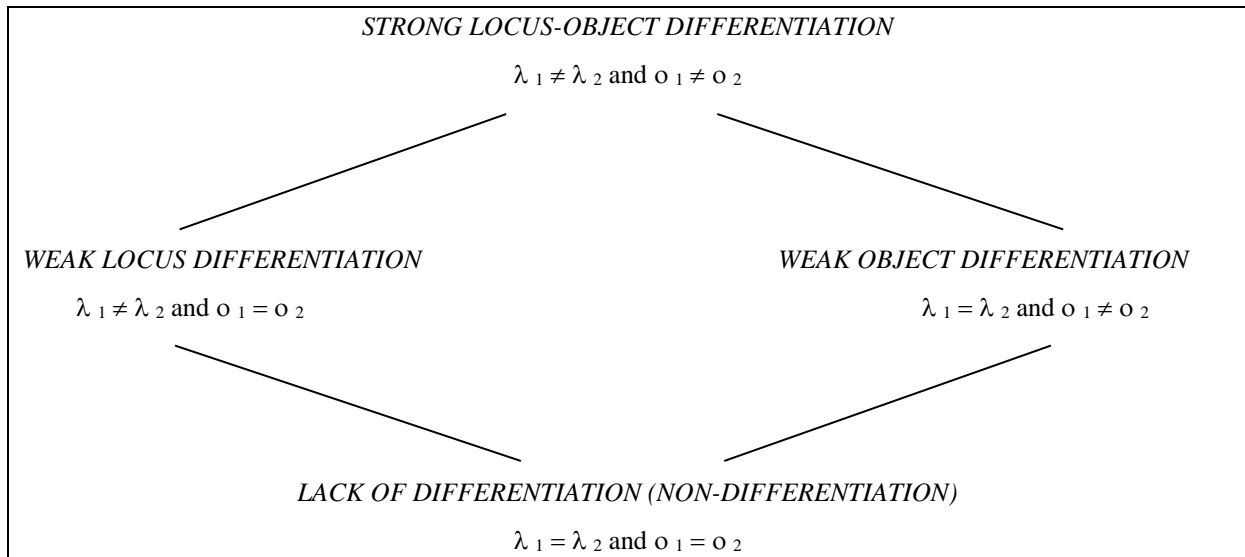 STRONG LOCUS-OBJECT DIFFERENTIATION
λ 1 ≠ λ 2 and o 1 ≠ o 2
WEAK LOCUS DIFFERENTIATION WEAK OBJECT DIFFERENTIATION
λ 1 ≠ λ 2 and o 1 = o 2 λ 1 = λ 2 and o 1 ≠ o 2
LACK OF DIFFERENTIATION (NON-DIFFERENTIATION)
λ 1 = λ 2 and o 1 = o 2